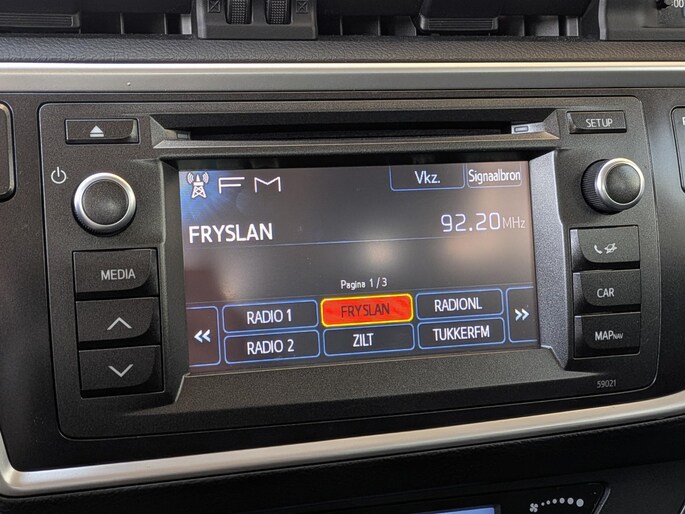 00
SETUP
FM
Vkz.
Signaalbron
FRYSLAN
92.20MHz
MEDIA
CAR
Pagina 1 / 3
RADIO 1
FRYSLAN
RADIONL
RADIO 2
ZILT
TUKKERFM
MAPNAV
59021